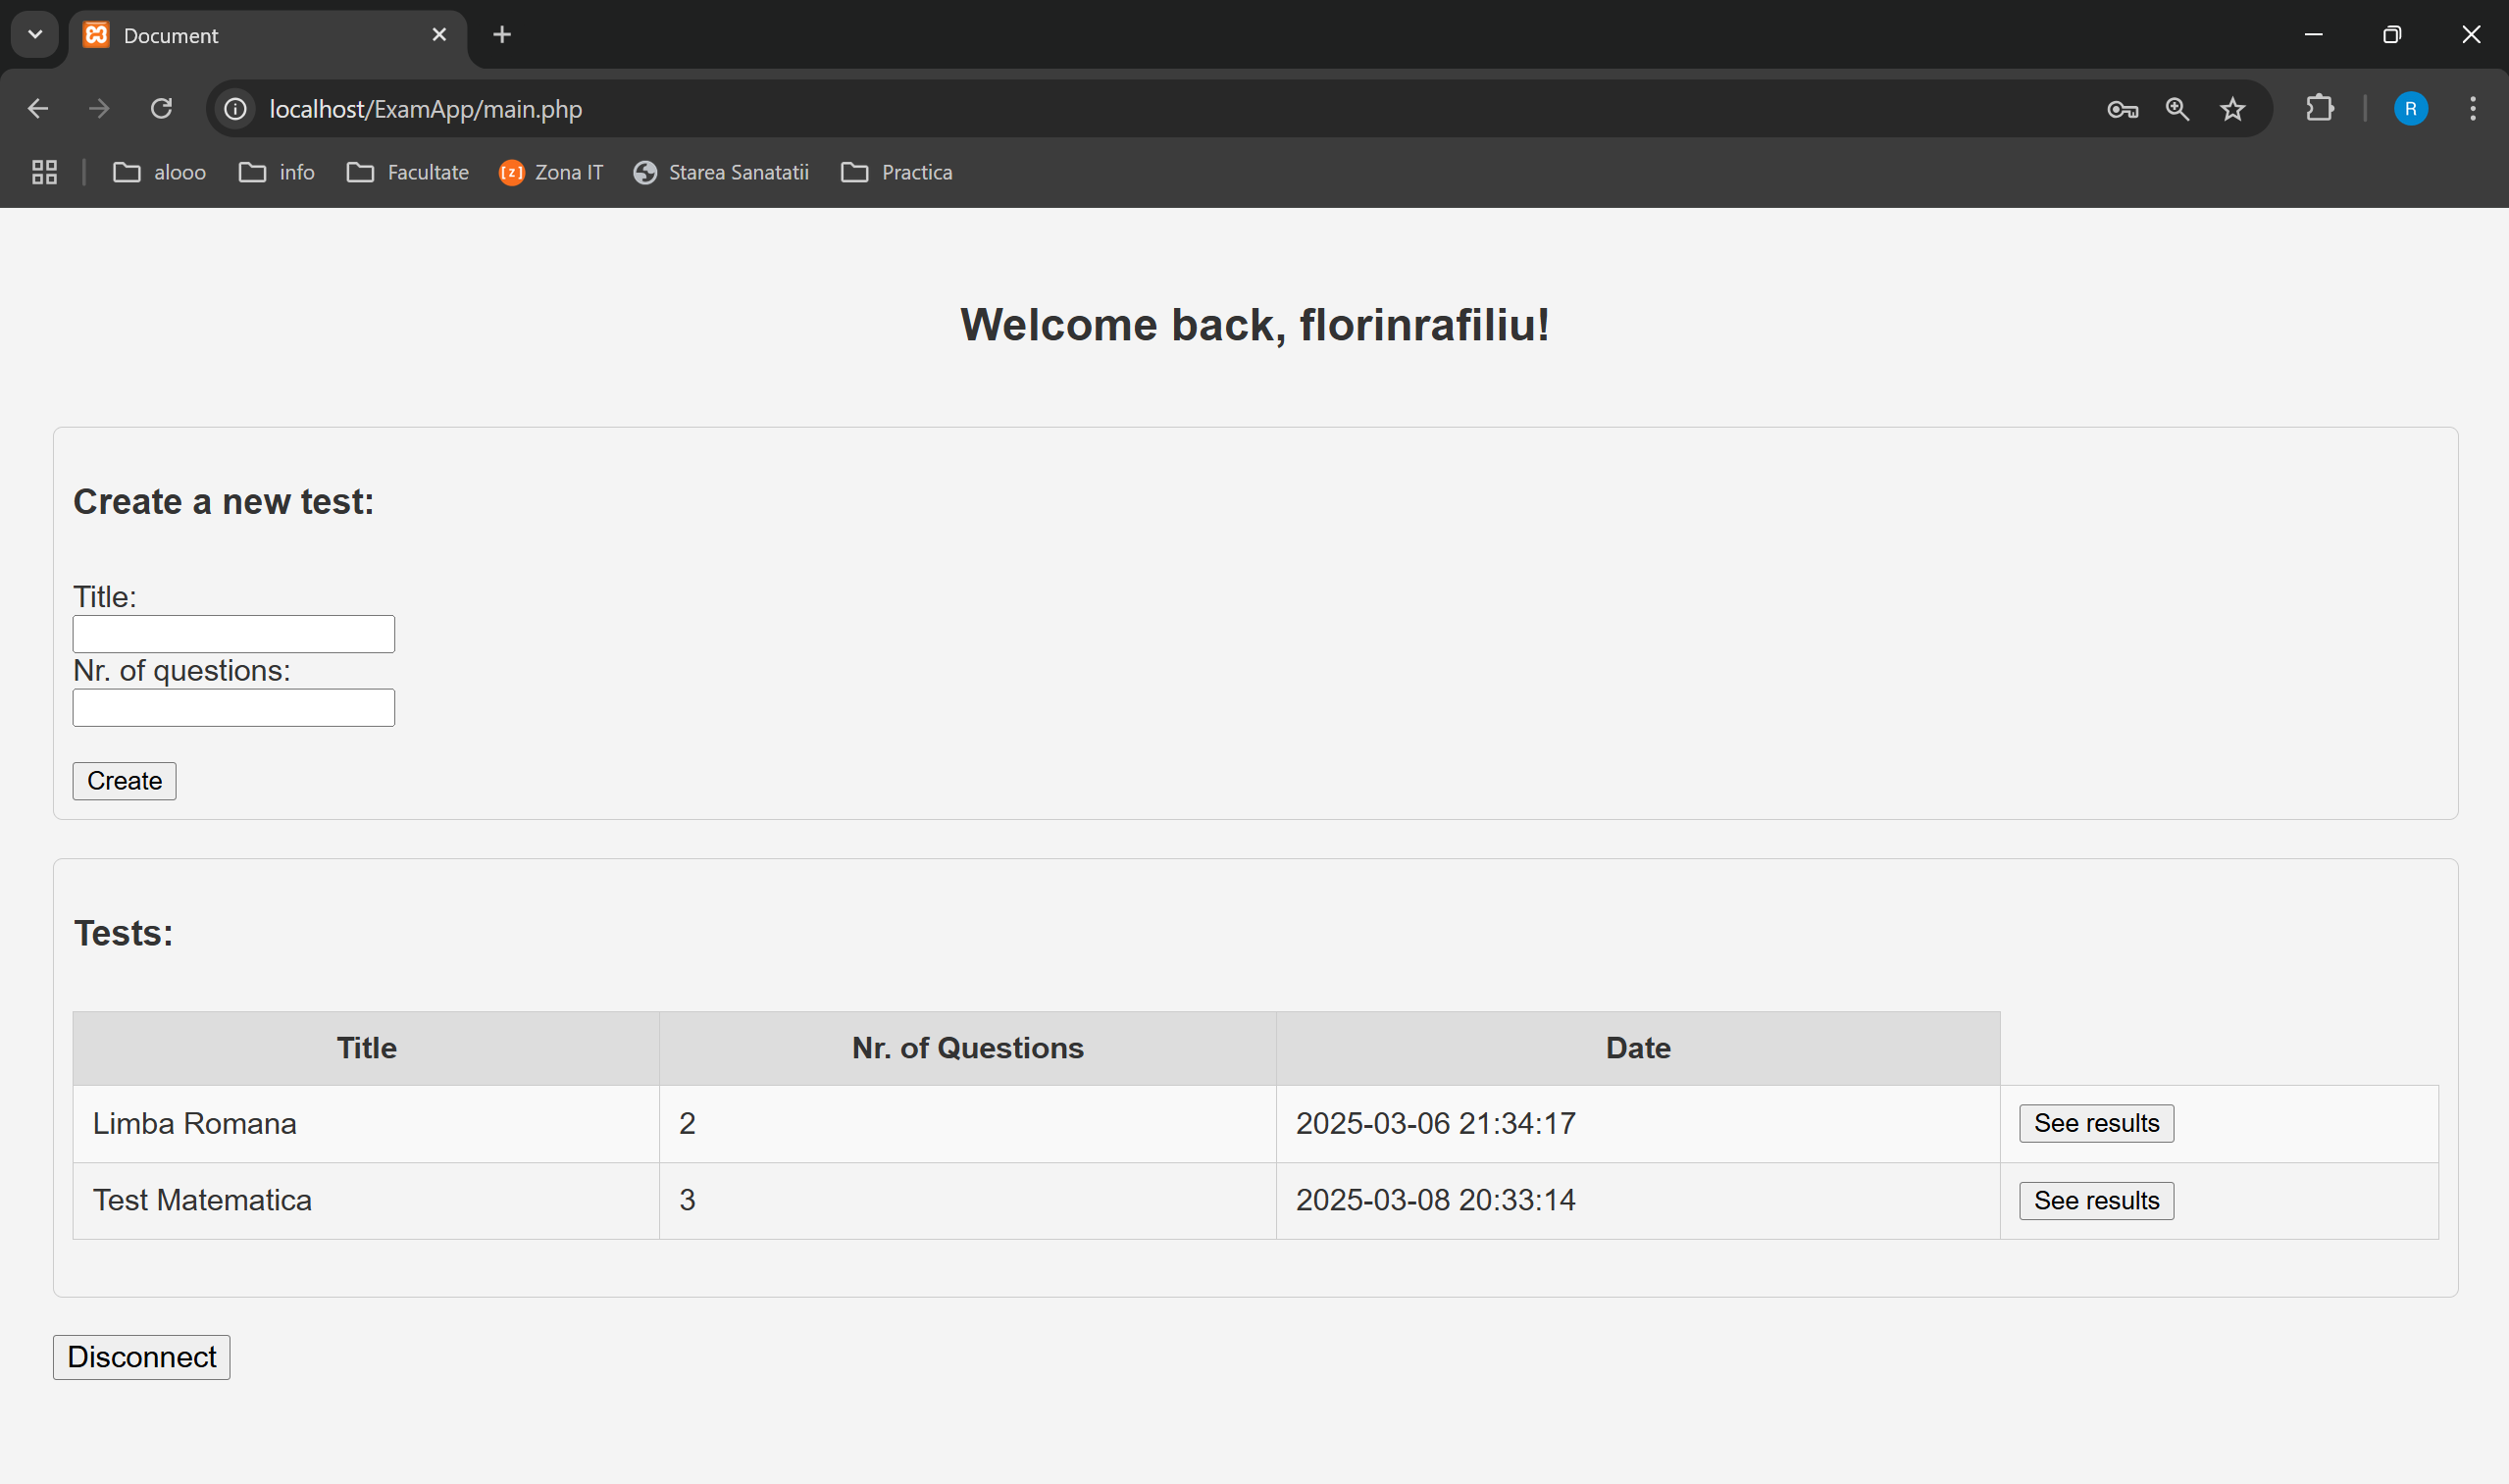 Document
localhost/ExamApp/main.php
R
alooo info Facultate [z] Zona IT Starea Sanatatii Practica
Welcome back, florinrafiliu!
Create a new test:
Title:
Nr. of questions:
Create
Tests:
Title Nr. of Questions Date
Limba Romana 2 2025-03-06 21:34:17 See results
Test Matematica 3 2025-03-08 20:33:14 See results
Disconnect